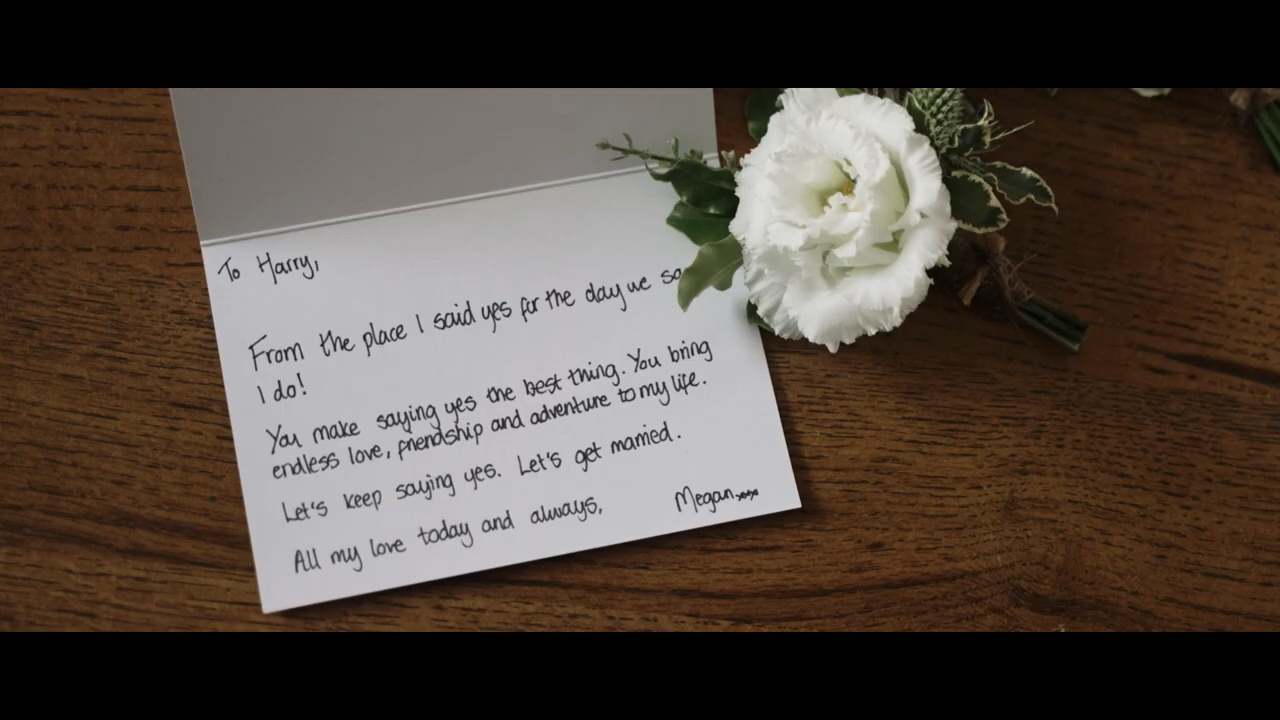 To Harry,
From the place I said yes for the day we
I do!
You make saying yes the best thing. You bring
endless love, friendship and adventure to my life.
Let's keep saying yes. Let's get married.
All my love today and always,
Megan xoxo